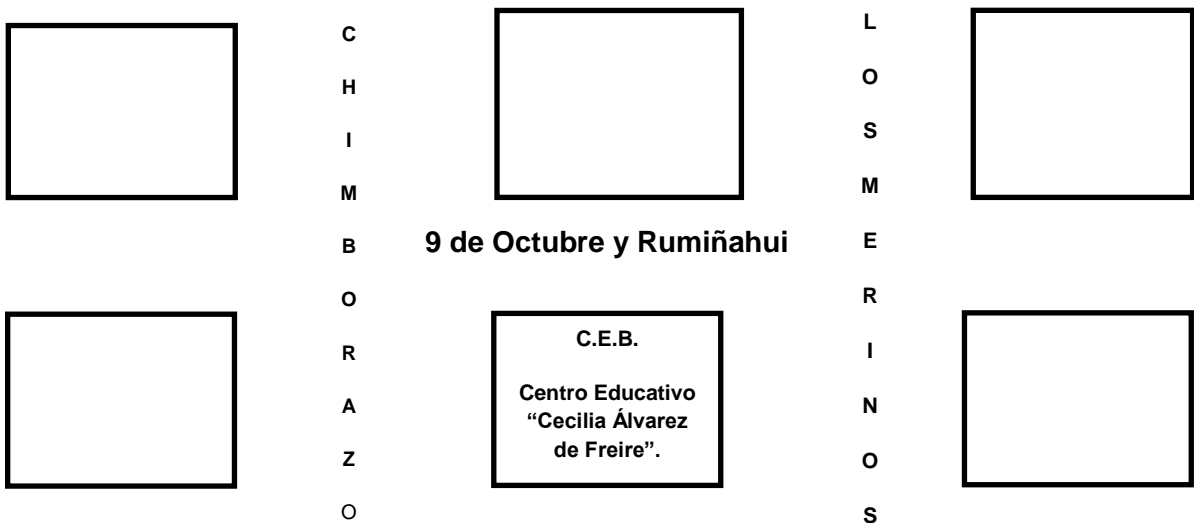 C
H
I
M
B
O
R
A
Z
O
L
O
S
M
E
R
I
N
O
S
9 de Octubre y Rumiñahui
C.E.B.
Centro Educativo
“Cecilia Álvarez
de Freire”.